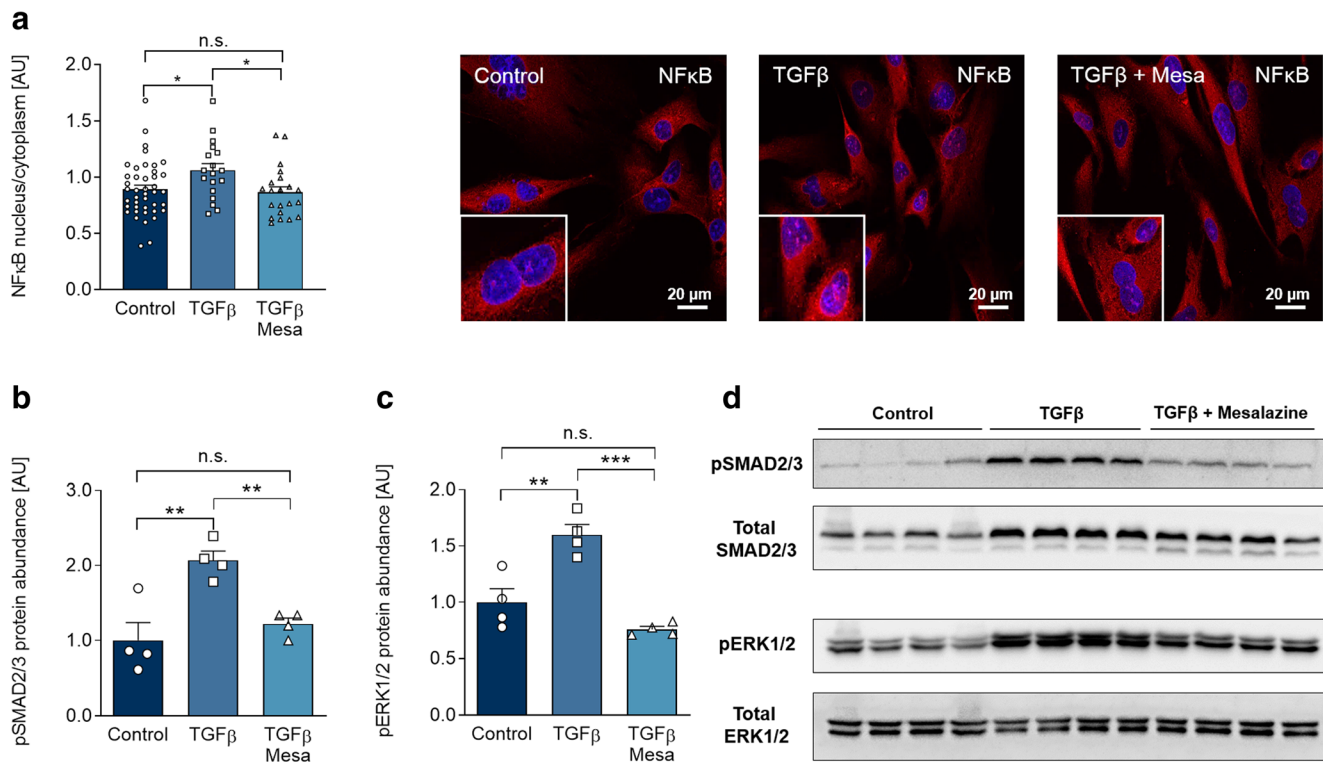 a
NFκB nucleus/cytoplasm [AU]
2.0
1.5
1.0
0.5
0.0
n.s.
*
*
Control
TGFβ
TGFβ
Mesa
Control
NFκB
20 µm
TGFβ
NFκB
20 µm
TGFβ + Mesa
NFκB
20 µm
b
pSMAD2/3 protein abundance [AU]
3.0
2.0
1.0
0.0
n.s.
**
**
Control
TGFβ
TGFβ
Mesa
c
pERK1/2 protein abundance [AU]
2.0
1.5
1.0
0.5
0.0
n.s.
**
***
Control
TGFβ
TGFβ
Mesa
d
Control
TGFβ
TGFβ + Mesalazine
pSMAD2/3
Total
SMAD2/3
pERK1/2
Total
ERK1/2